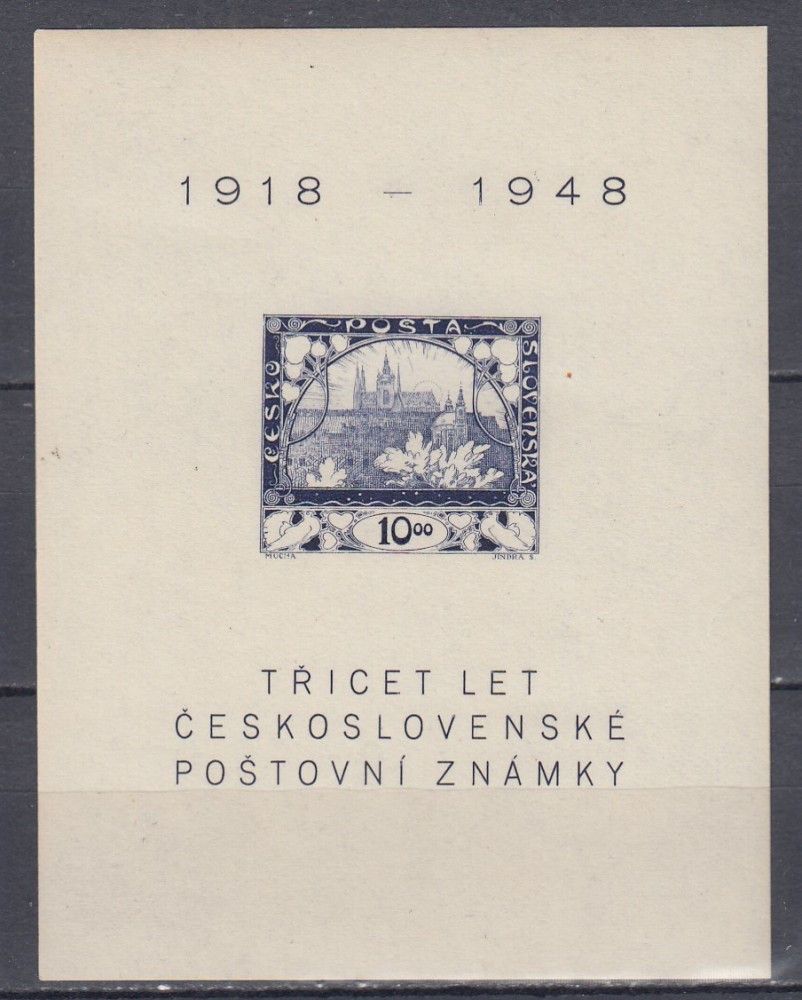 1918 – 1948
POŠTA
ČESKO
SLOVENSKÁ
10 00
MUCHA
JINDRA S.
TŘICET LET
ČESKOSLOVENSKÉ
POŠTOVNÍ ZNÁMKY